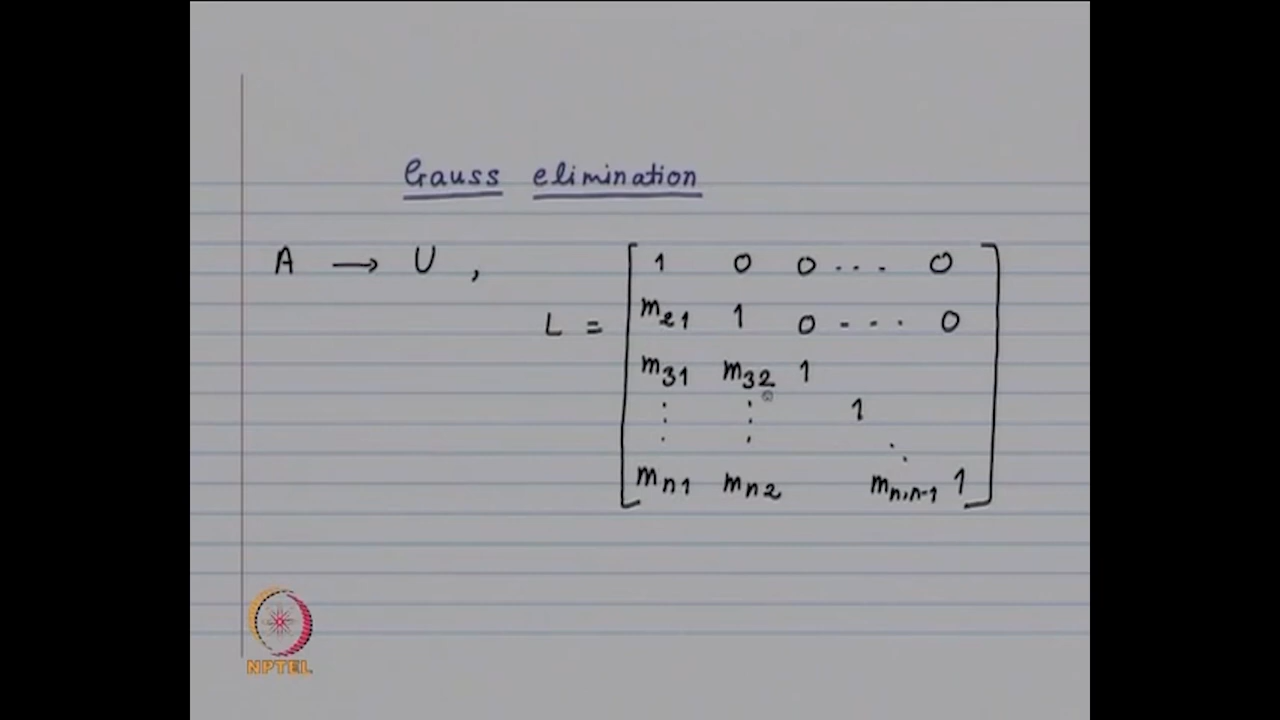 Gauss elimination
A → U ,
1 0 0 . . . 0
L = m21 1 0 - . . 0
m31 m32 1
⋮ ⋮ 1
⋱
mn1 mn2 mn,n-1 1
NPTEL